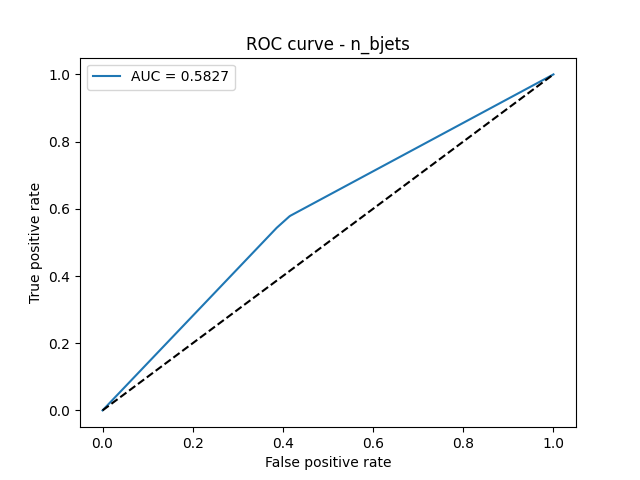 ROC curve - n_bjets
AUC = 0.5827
True positive rate
1.0
0.8
0.6
0.4
0.2
0.0
0.0 0.2 0.4 0.6 0.8 1.0
False positive rate